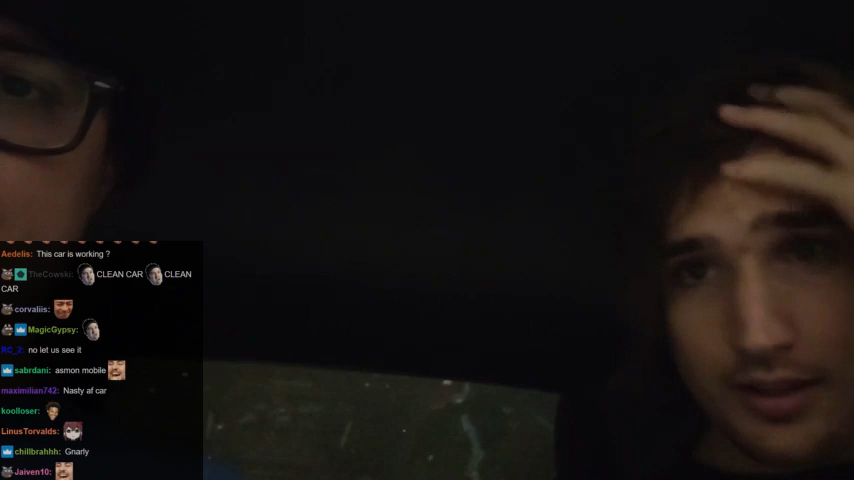 Aedelis: This car is working ?
TheCowski: CLEAN CAR CLEAN
CAR
corvaliis:
MagicGypsy:
RC_2: no let us see it
sabrdani: asmon mobile
maximilian742: Nasty af car
koolloser:
LinusTorvalds:
chillbrahhh: Gnarly
Jaiven10: